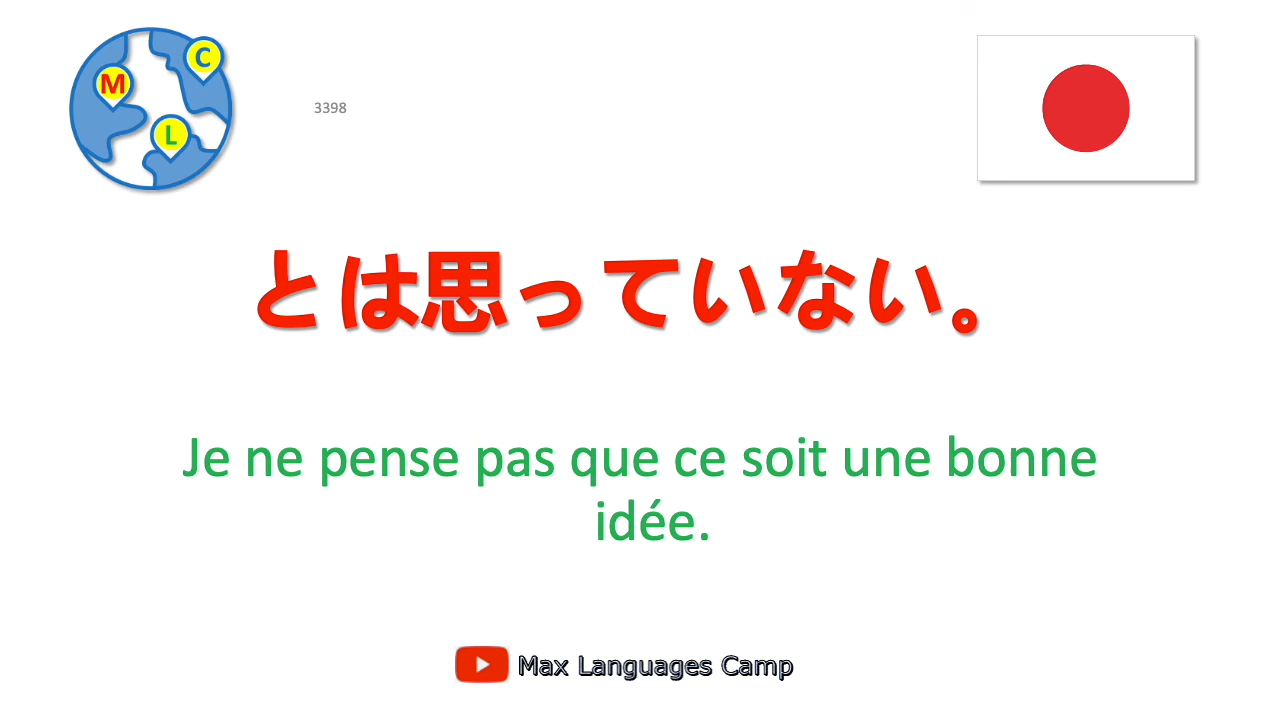 M
C
L
3398
とは思っていない。
Je ne pense pas que ce soit une bonne
idée.
Max Languages Camp